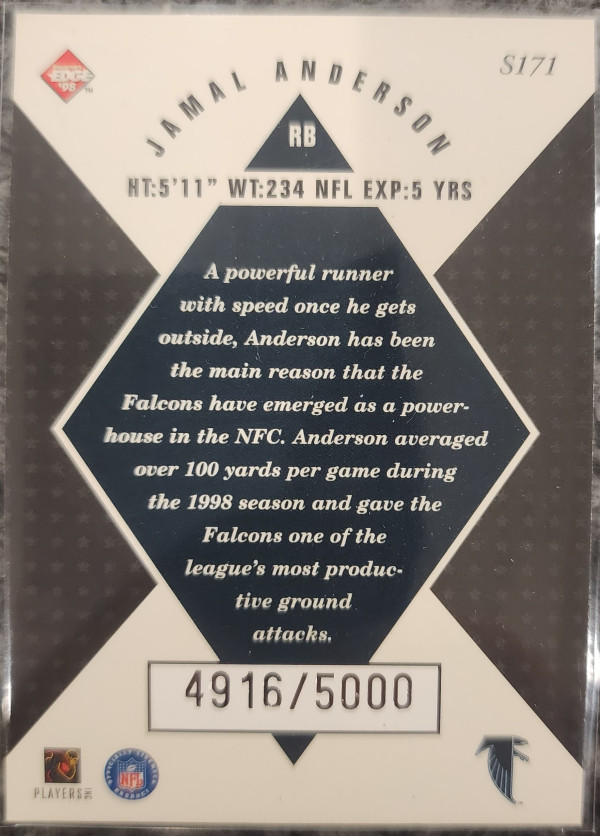 EDGE
'98
TM
S171
JAMAL ANDERSON
RB
HT:5'11" WT:234 NFL EXP:5 YRS
A powerful runner
with speed once he gets
outside, Anderson has been
the main reason that the
Falcons have emerged as a power-
house in the NFC. Anderson averaged
over 100 yards per game during
the 1998 season and gave the
Falcons one of the
league's most produc-
tive ground
attacks.
4916/5000
PLAYERS INC
NFL